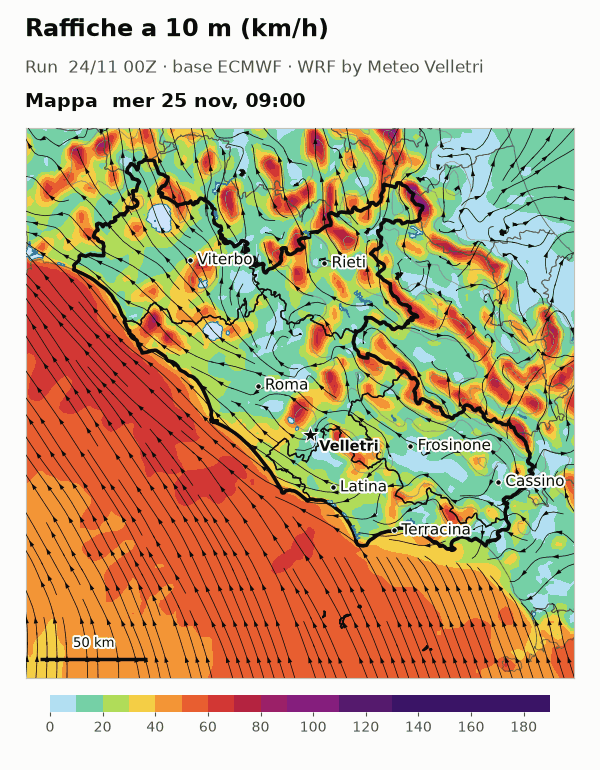 Raffiche a 10 m (km/h)
Run  24/11 00Z · base ECMWF · WRF by Meteo Velletri
Mappa  mer 25 nov, 09:00
Viterbo
Rieti
Roma
Velletri
Frosinone
Cassino
Latina
Terracina
50 km
0 20 40 60 80 100 120 140 160 180